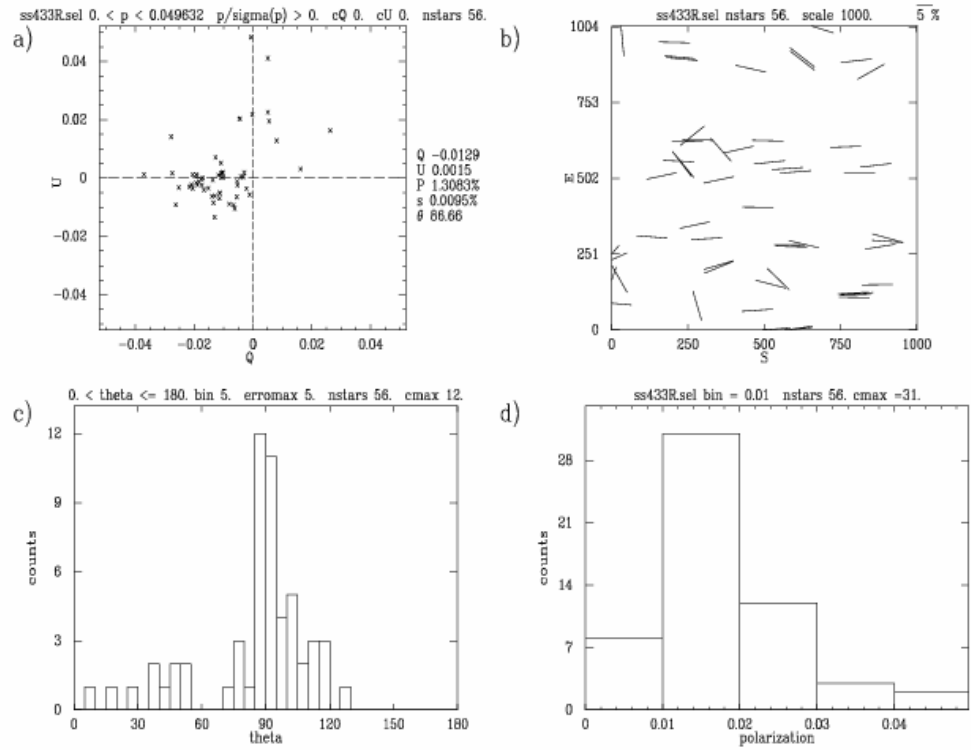 ss433R.sel 0. < p < 0.049632 p/sigma(p) > 0. cQ 0. cU 0. nstars 56.
a)
0.04
0.02
0
−0.02
−0.04
U
−0.04 −0.02 0 0.02 0.04
Q
Q −0.0129
U 0.0015
P 1.3083%
s 0.0095%
θ 86.66
ss433R.sel nstars 56. scale 1000. 5 %
b)
1004
753
502
251
0
E
0 250 500 750 1000
S
0. < theta <= 180. bin 5. erromax 5. nstars 56. cmax 12.
c)
12
9
6
3
0
counts
0 30 60 90 120 150 180
theta
ss433R.sel bin = 0.01 nstars 56. cmax =31.
d)
28
21
14
7
0
counts
0 0.01 0.02 0.03 0.04
polarization